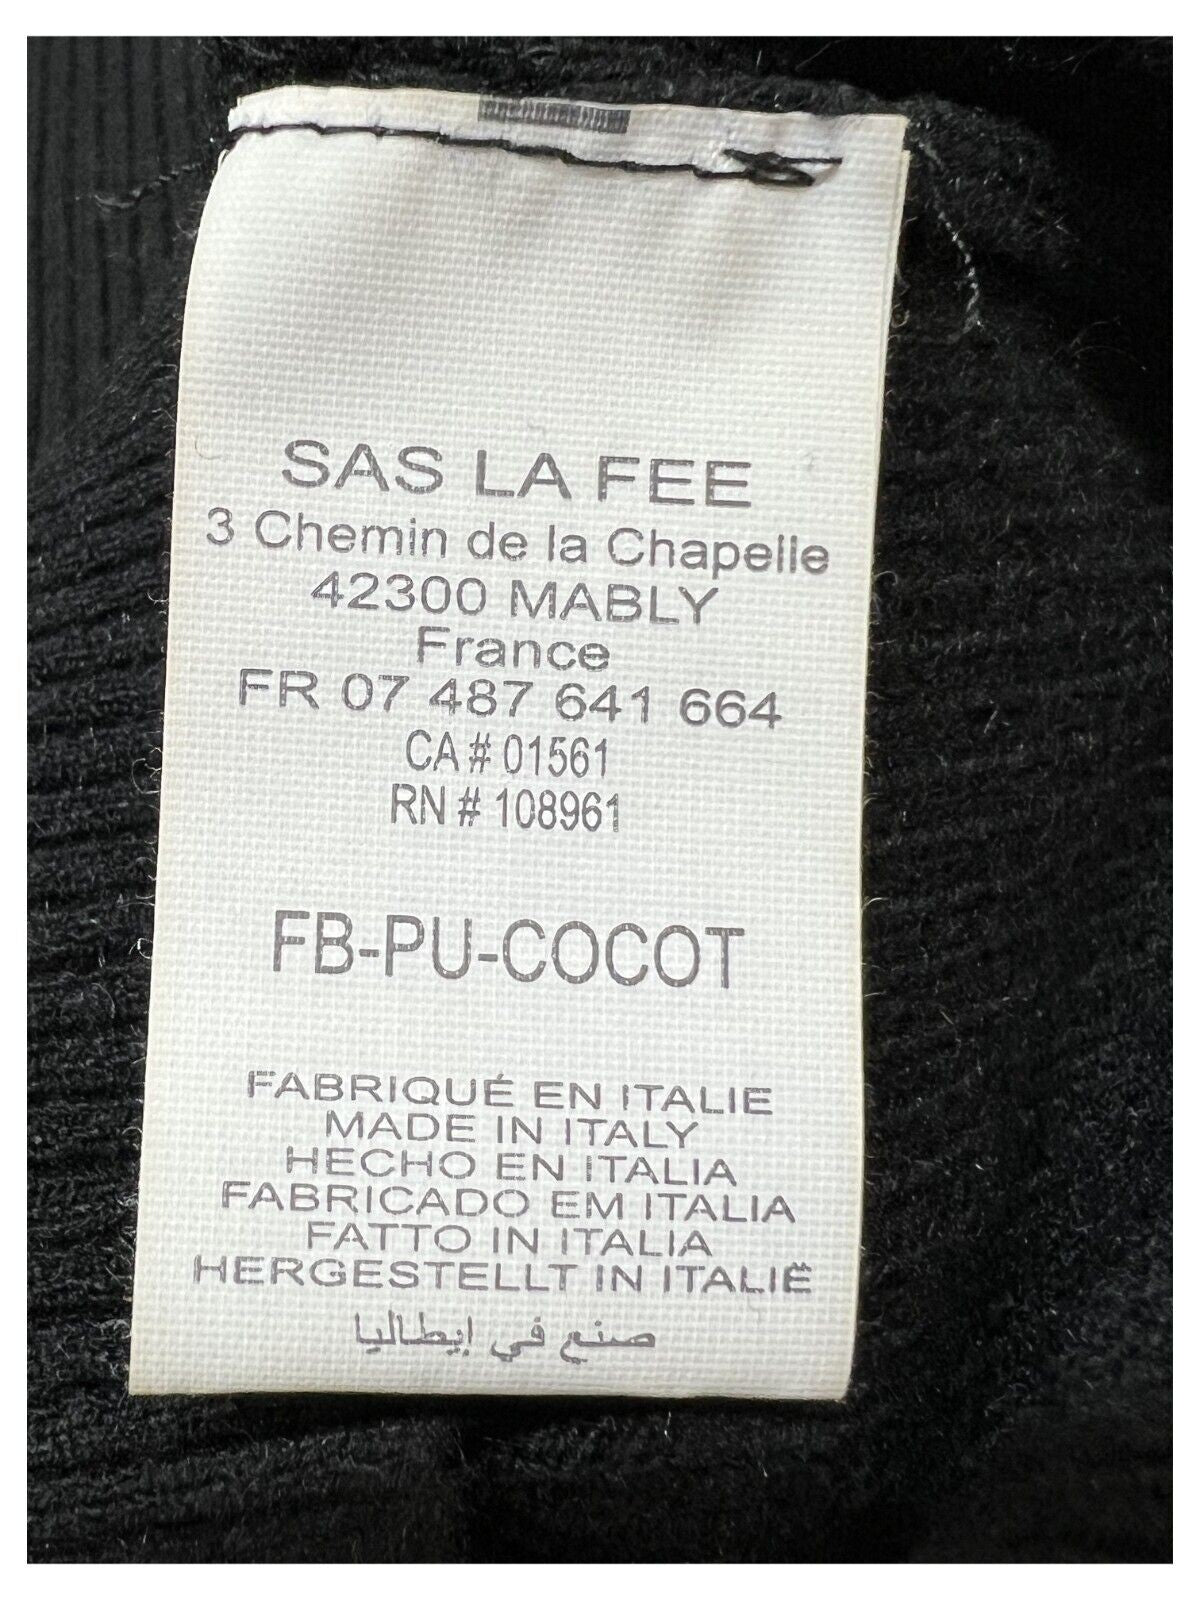 SAS LA FEE
3 Chemin de la Chapelle
42300 MABLY
France
FR 07 487 641 664
CA # 01561
RN # 108961
FB-PU-COCOT
FABRIQUÉ EN ITALIE
MADE IN ITALY
HECHO EN ITALIA
FABRICADO EM ITALIA
FATTO IN ITALIA
HERGESTELLT IN ITALIË
صنع في إيطاليا